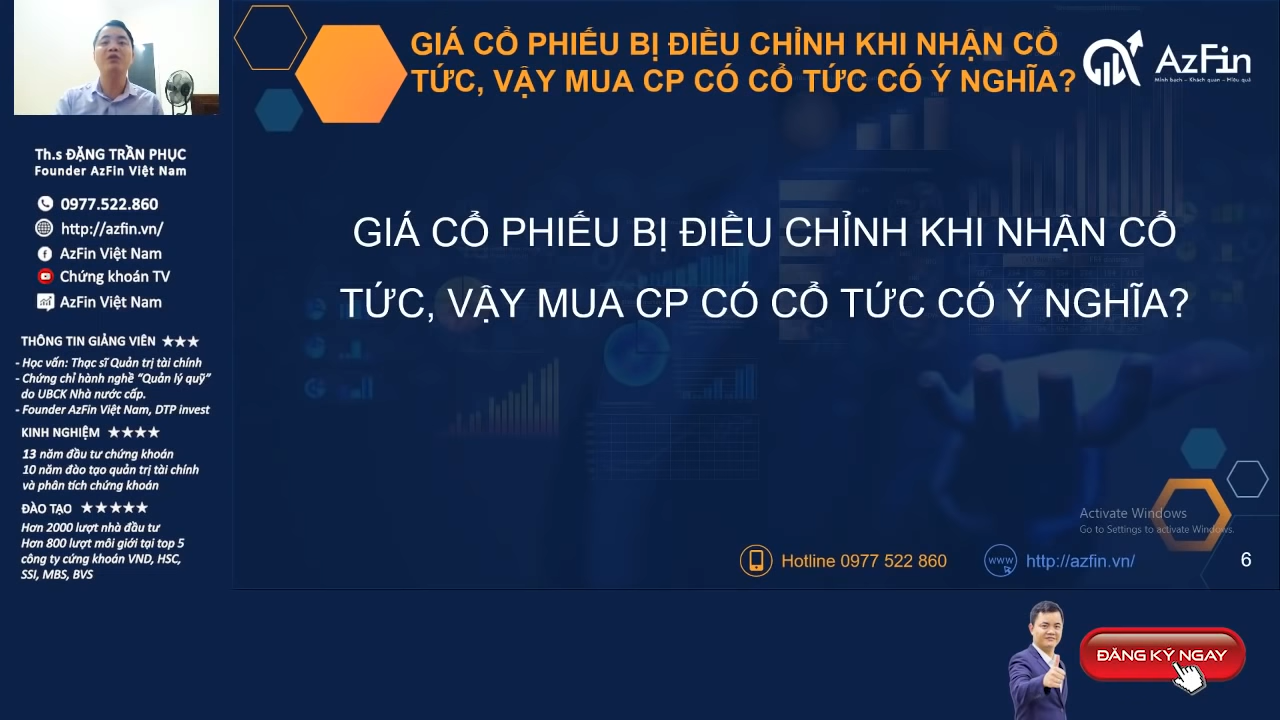 Th.s ĐẶNG TRẦN PHỤC
Founder AzFin Việt Nam
0977.522.860
http://azfin.vn/
AzFin Việt Nam
Chứng khoán TV
AzFin Việt Nam
THÔNG TIN GIẢNG VIÊN ★★★
- Học vấn: Thạc sĩ Quản trị tài chính
- Chứng chỉ hành nghề “Quản lý quỹ”
do UBCK Nhà nước cấp.
- Founder AzFin Việt Nam, DTP invest
KINH NGHIỆM ★★★★
13 năm đầu tư chứng khoán
10 năm đào tạo quản trị tài chính
và phân tích chứng khoán
ĐÀO TẠO ★★★★★
Hơn 2000 lượt nhà đầu tư
Hơn 800 lượt môi giới tại top 5
công ty cứng khoán VND, HSC,
SSI, MBS, BVS
GIÁ CỔ PHIẾU BỊ ĐIỀU CHỈNH KHI NHẬN CỔ
TỨC, VẬY MUA CP CÓ CỔ TỨC CÓ Ý NGHĨA?
AzFin
Minh bạch – Khách quan – Hiệu quả
GIÁ CỔ PHIẾU BỊ ĐIỀU CHỈNH KHI NHẬN CỔ
TỨC, VẬY MUA CP CÓ CỔ TỨC CÓ Ý NGHĨA?
Activate Windows
Go to Settings to activate Windows.
Hotline 0977 522 860
www
http://azfin.vn/
6
ĐĂNG KÝ NGAY